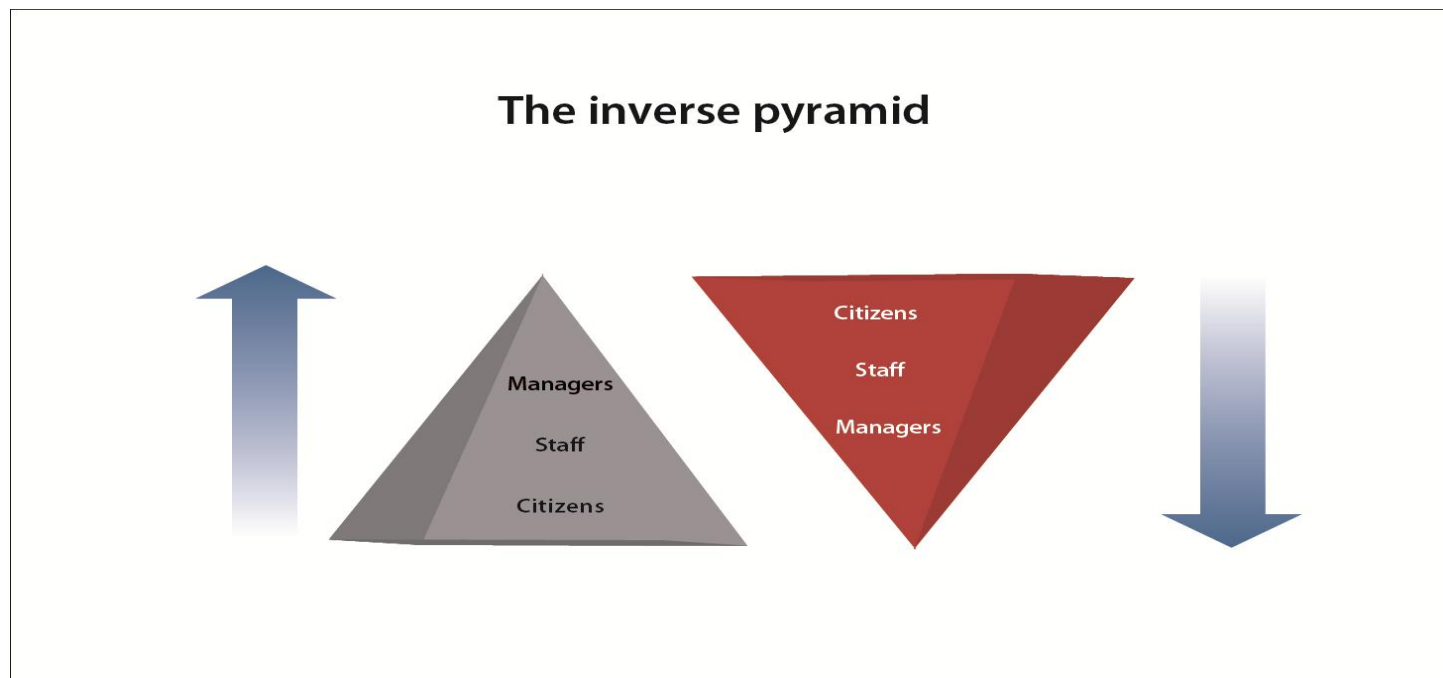 The inverse pyramid
Managers
Staff
Citizens
Citizens
Staff
Managers